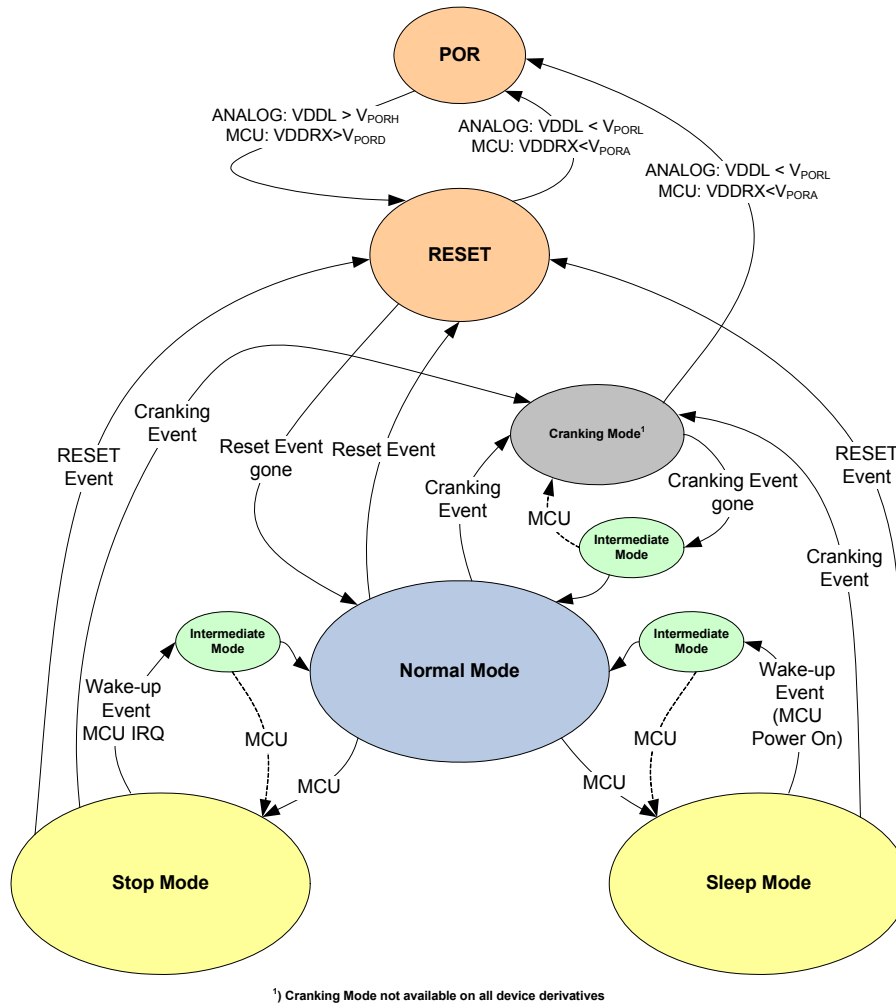 POR
ANALOG: VDDL > VPORH
MCU: VDDRX>VPORD
ANALOG: VDDL < VPORL
MCU: VDDRX<VPORA
ANALOG: VDDL < VPORL
MCU: VDDRX<VPORA
RESET
Cranking
Event
RESET
Event
Reset Event
gone
Reset Event
Cranking
Event
Cranking Mode¹
MCU
Cranking Event
gone
Intermediate
Mode
RESET
Event
Cranking
Event
Intermediate
Mode
Wake-up
Event
MCU IRQ
MCU
MCU
Normal Mode
Intermediate
Mode
Wake-up
Event
(MCU
Power On)
MCU
MCU
Stop Mode
Sleep Mode
¹) Cranking Mode not available on all device derivatives